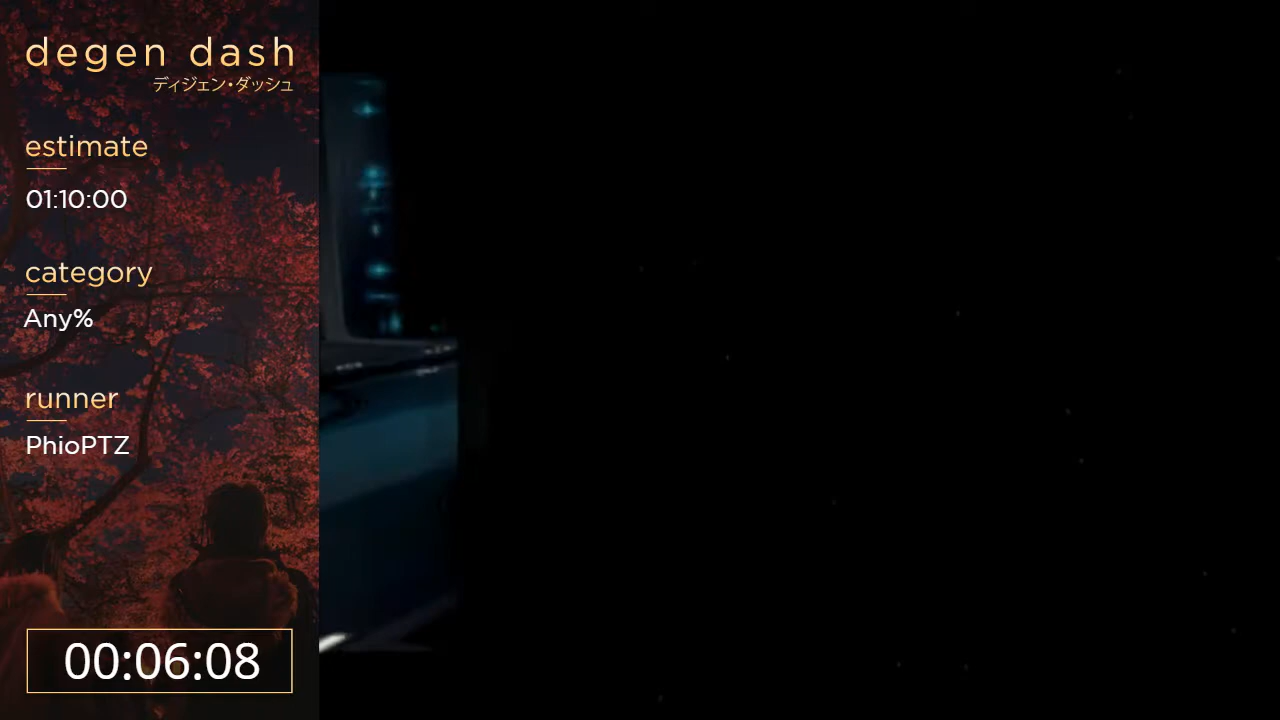 degen dash
ディジェン・ダッシュ
estimate
01:10:00
category
Any%
runner
PhioPTZ
00:06:08